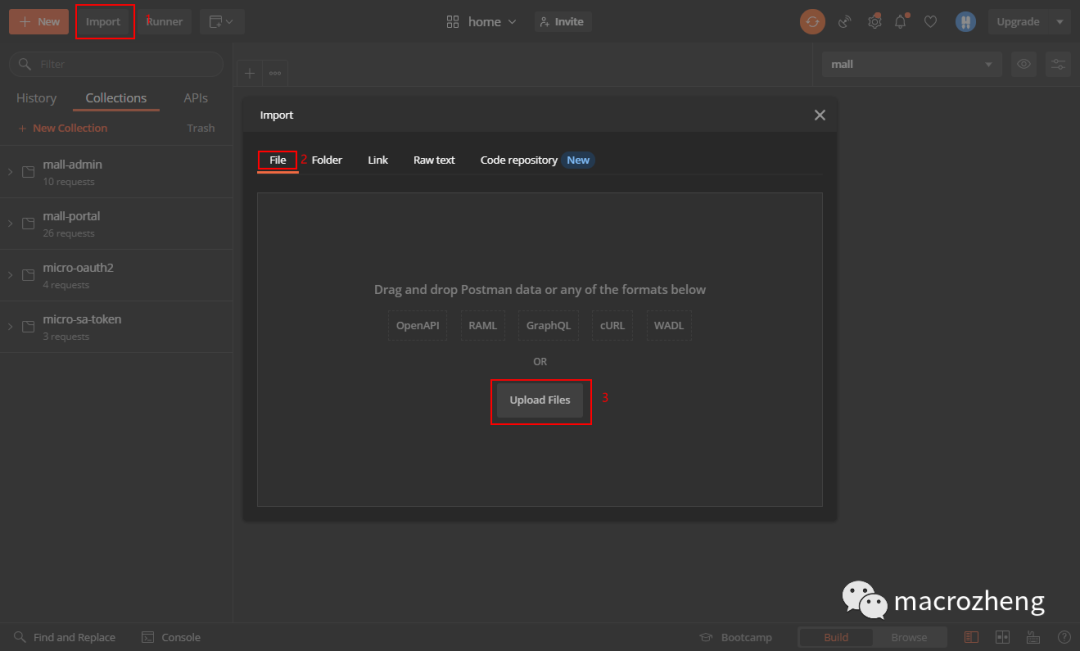 New Import 1 Runner home Invite Upgrade
Filter
mall
History Collections APIs
New Collection Trash
Import
mall-admin
10 requests
File 2 Folder Link Raw text Code repository New
mall-portal
26 requests
micro-oauth2
4 requests
Drag and drop Postman data or any of the formats below
micro-sa-token
3 requests
OpenAPI RAML GraphQL cURL WADL
OR
Upload Files 3
macrozheng
Find and Replace Console Bootcamp Build Browse